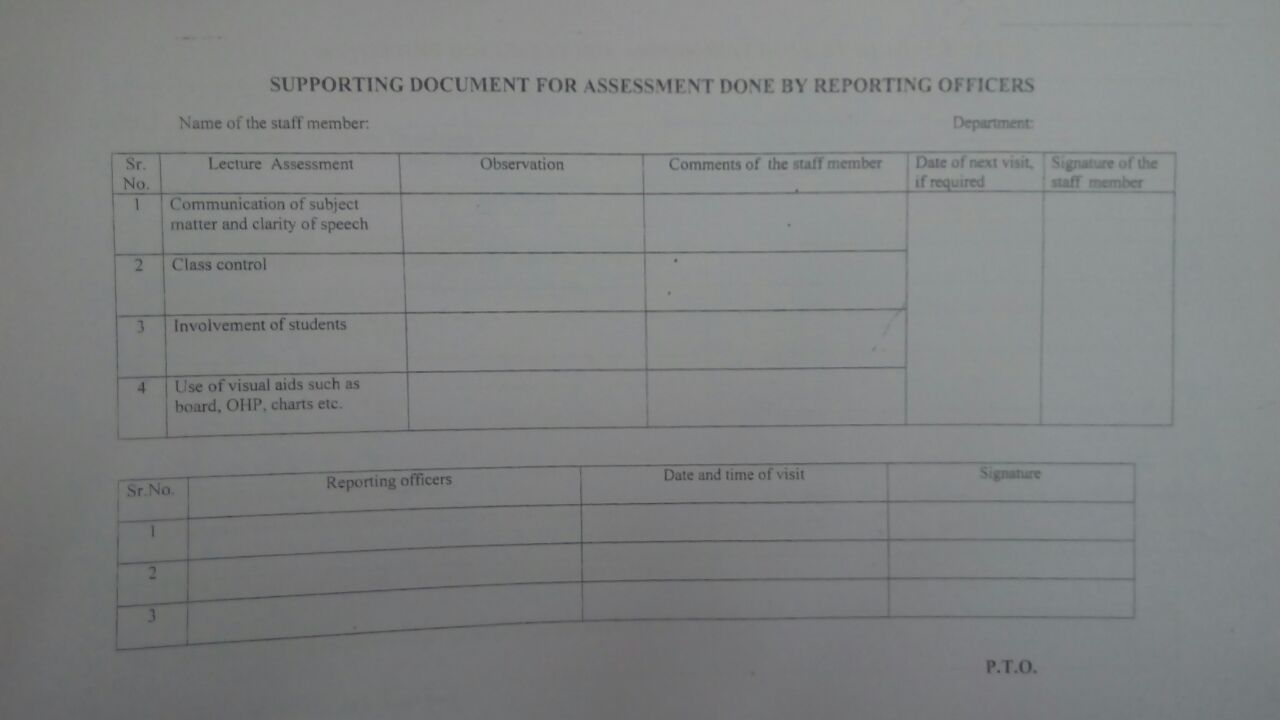 SUPPORTING DOCUMENT FOR ASSESSMENT DONE BY REPORTING OFFICERS
Name of the staff member: Department:
Sr. No. Lecture Assessment Observation Comments of the staff member Date of next visit, if required Signature of the staff member
1 Communication of subject
matter and clarity of speech
2 Class control
3 Involvement of students
4 Use of visual aids such as
board, OHP, charts etc.
Sr.No. Reporting officers Date and time of visit Signature
1
2
3
P.T.O.